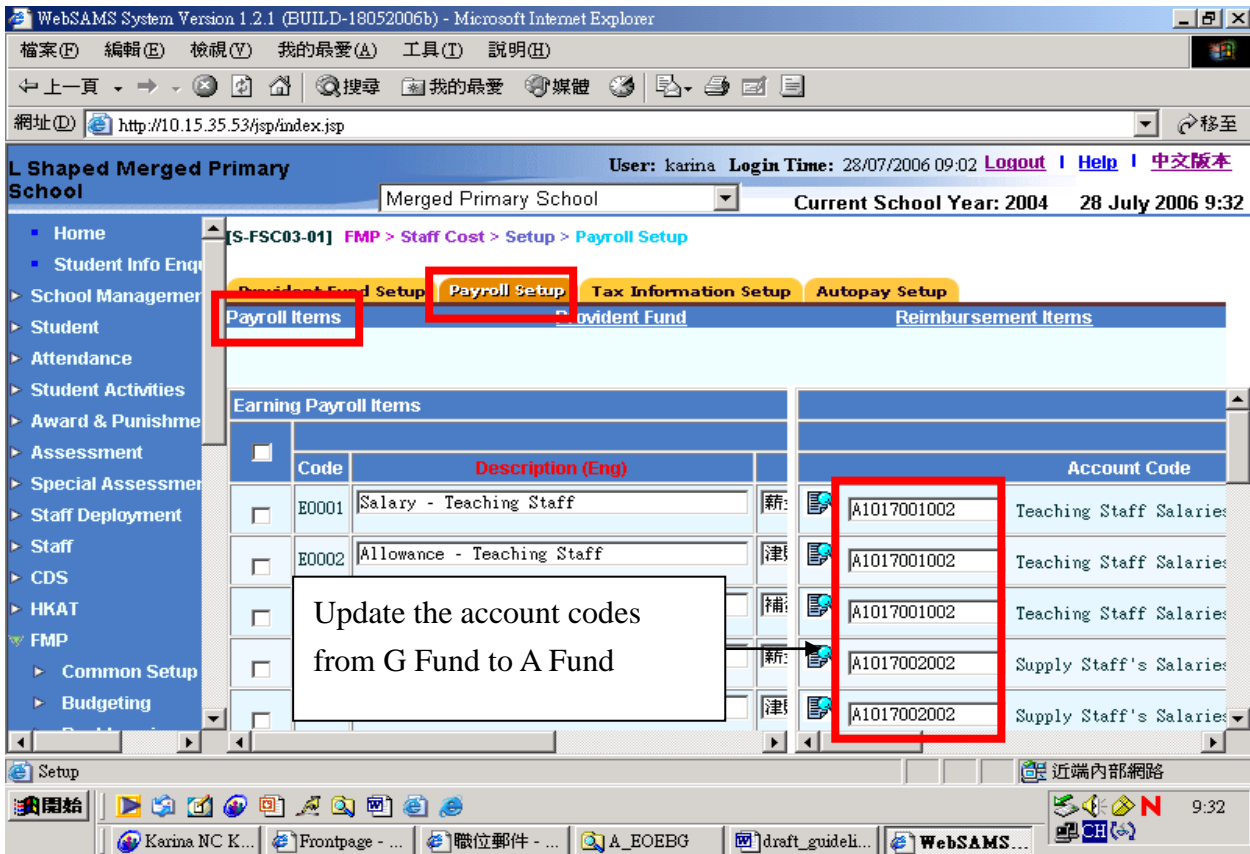 WebSAMS System Version 1.2.1 (BUILD-18052006b) - Microsoft Internet Explorer
檔案(F) 編輯(E) 檢視(V) 我的最愛(A) 工具(T) 說明(H)
上一頁 搜尋 我的最愛 媒體
網址(D) http://10.15.35.53/jsp/index.jsp 移至
L Shaped Merged Primary School
User: karina Login Time: 28/07/2006 09:02 Logout | Help | 中文版本
Merged Primary School
Current School Year: 2004 28 July 2006 9:32
Home
Student Info Enqu
School Managemen
Student
Attendance
Student Activities
Award & Punishme
Assessment
Special Assessmen
Staff Deployment
Staff
CDS
HKAT
FMP
Common Setup
Budgeting
[S-FSC03-01] FMP > Staff Cost > Setup > Payroll Setup
Provident Fund Setup Payroll Setup Tax Information Setup Autopay Setup
Payroll Items Provident Fund Reimbursement Items
Earning Payroll Items
Code Description (Eng) Account Code
E0001 Salary - Teaching Staff 薪 A1017001002 Teaching Staff Salaries
E0002 Allowance - Teaching Staff 津 A1017001002 Teaching Staff Salaries
補 A1017001002 Teaching Staff Salaries
薪 A1017002002 Supply Staff's Salaries
津 A1017002002 Supply Staff's Salaries
Update the account codes
from G Fund to A Fund
Setup 近端內部網路
開始 CH 9:32
Karina NC K... Frontpage - ... 職位郵件 - ... A_EOEBG draft_guideli... WebSAMS...